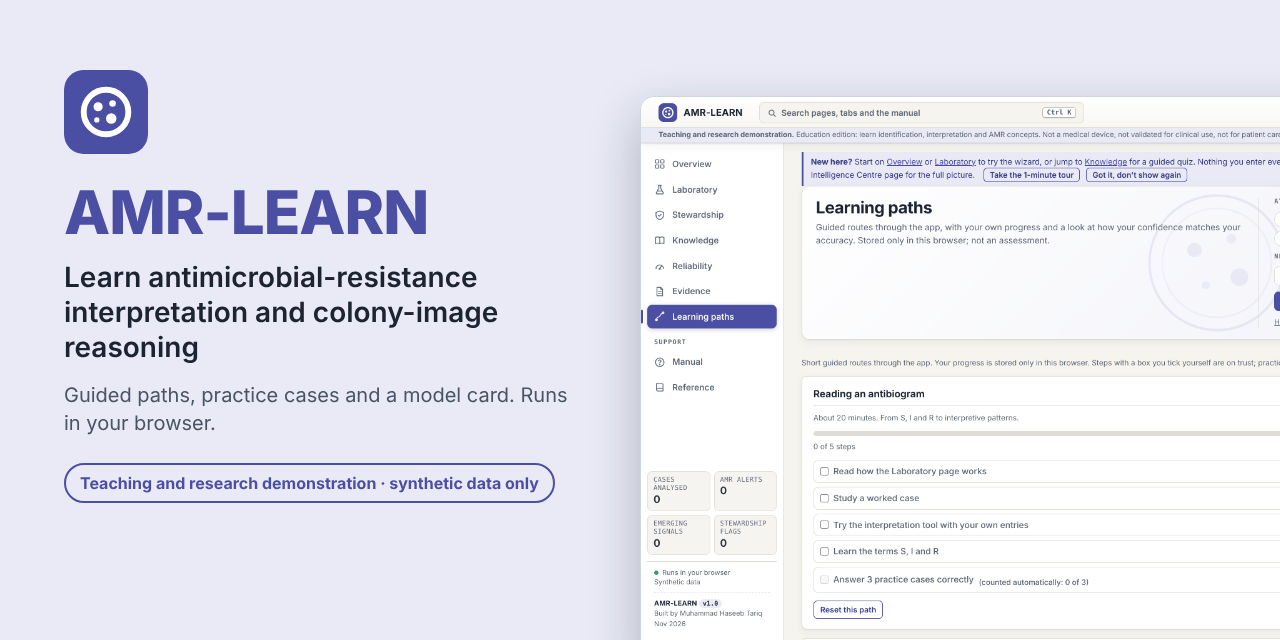 AMR-LEARN
Learn antimicrobial-resistance
interpretation and colony-image
reasoning
Guided paths, practice cases and a model card. Runs
in your browser.
Teaching and research demonstration · synthetic data only
AMR-LEARN
Search pages, tabs and the manual
Ctrl K
Teaching and research demonstration. Education edition: learn identification, interpretation and AMR concepts. Not a medical device, not validated for clinical use, not for patient
Overview
Laboratory
Stewardship
Knowledge
Reliability
Evidence
Learning paths
SUPPORT
Manual
Reference
CASES
ANALYSED
0
AMR ALERTS
0
EMERGING
SIGNALS
0
STEWARDSHIP
FLAGS
0
Runs in your browser
Synthetic data
AMR-LEARN v1.0
Built by Muhammad Haseeb Tariq
Nov 2026
New here? Start on Overview or Laboratory to try the wizard, or jump to Knowledge for a guided quiz. Nothing you enter
Intelligence Centre page for the full picture. Take the 1-minute tour Got it, don't show again
Learning paths
Guided routes through the app, with your own progress and a look at how your confidence matches your
accuracy. Stored only in this browser; not an assessment.
Short guided routes through the app. Your progress is stored only in this browser. Steps with a box you tick yourself are on trust;
Reading an antibiogram
About 20 minutes. From S, I and R to interpretive patterns.
0 of 5 steps
Read how the Laboratory page works
Study a worked case
Try the interpretation tool with your own entries
Learn the terms S, I and R
Answer 3 practice cases correctly (counted automatically: 0 of 3)
Reset this path